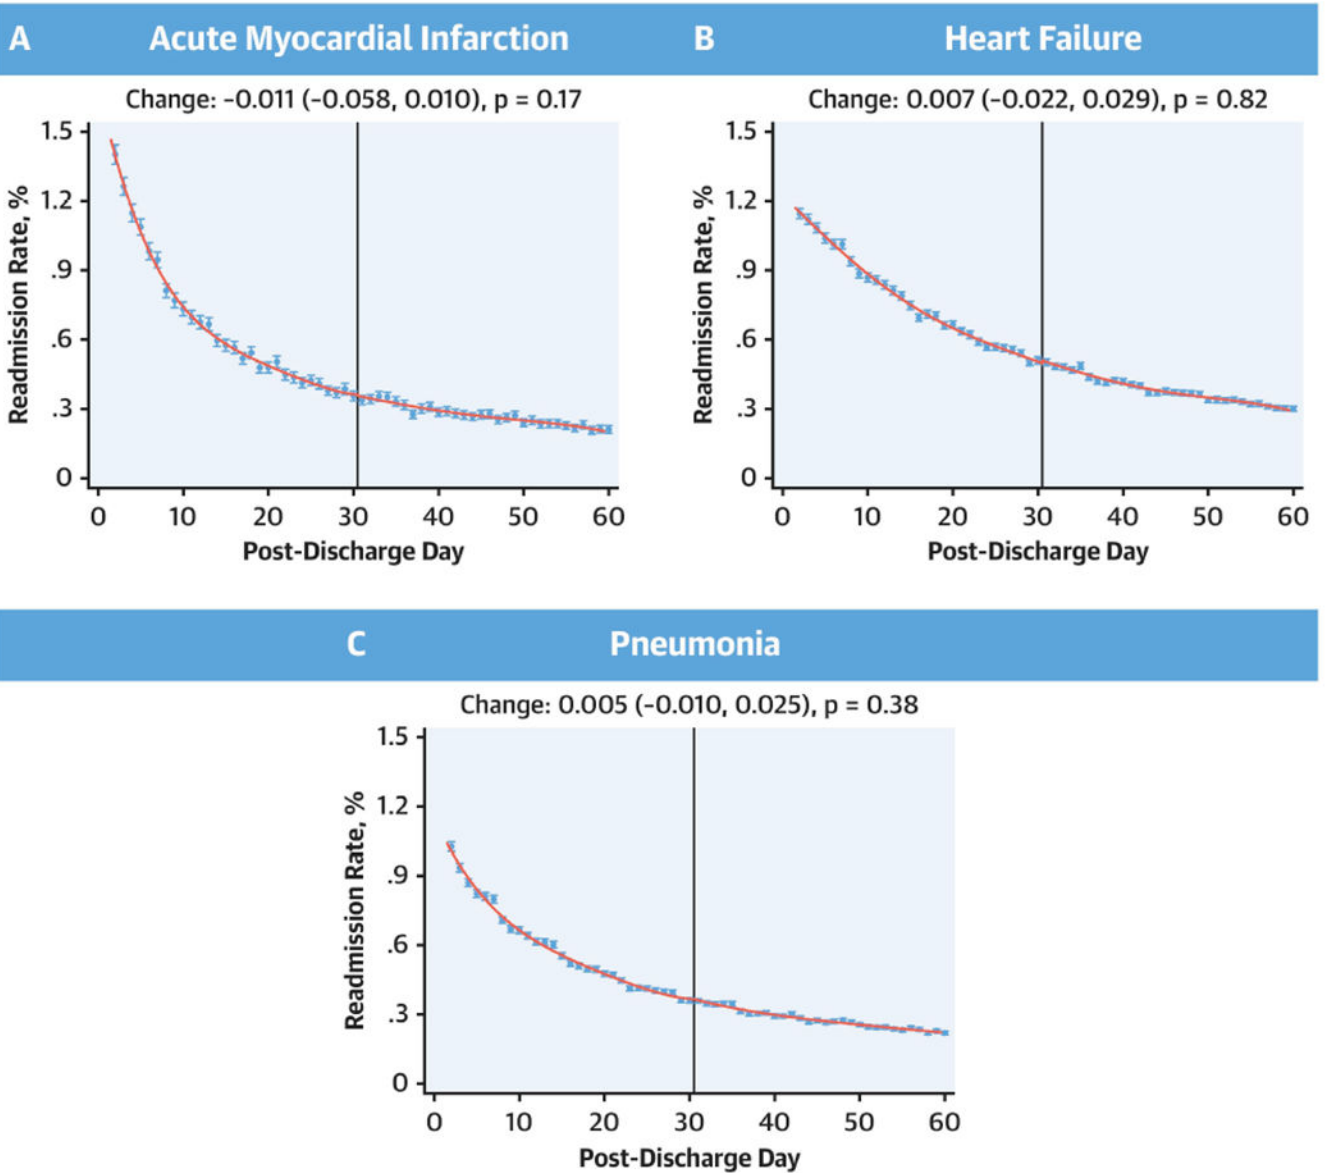 A Acute Myocardial Infarction
Change: −0.011 (−0.058, 0.010), p = 0.17
Readmission Rate, %
1.5
1.2
.9
.6
.3
0
0 10 20 30 40 50 60
Post-Discharge Day
B Heart Failure
Change: 0.007 (−0.022, 0.029), p = 0.82
Readmission Rate, %
1.5
1.2
.9
.6
.3
0
0 10 20 30 40 50 60
Post-Discharge Day
C Pneumonia
Change: 0.005 (−0.010, 0.025), p = 0.38
Readmission Rate, %
1.5
1.2
.9
.6
.3
0
0 10 20 30 40 50 60
Post-Discharge Day